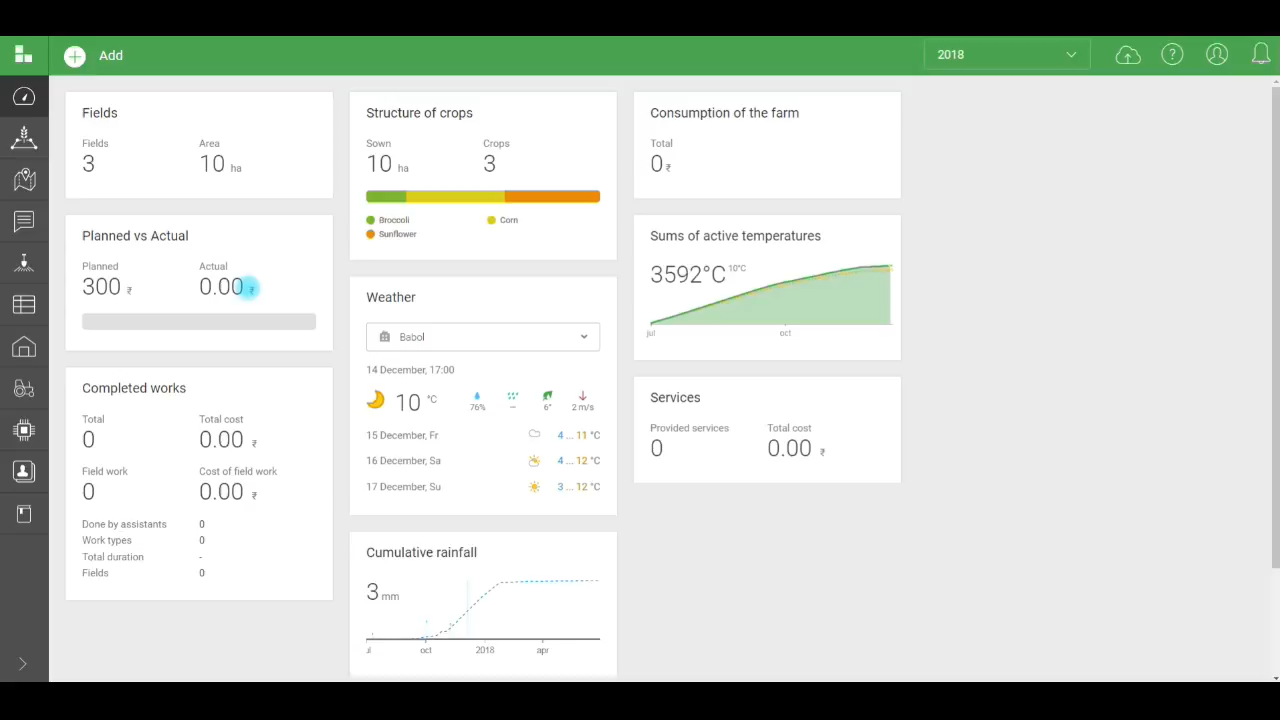 Add
2018
Fields
Fields
Area
3
10 ha
Planned vs Actual
Planned
Actual
300 ₹
0.00 ₹
Completed works
Total
Total cost
0
0.00 ₹
Field work
Cost of field work
0
0.00 ₹
Done by assistants 0
Work types 0
Total duration -
Fields 0
Structure of crops
Sown
Crops
10 ha
3
Broccoli
Corn
Sunflower
Weather
Babol
14 December, 17:00
10 °C
76%
–
6°
2 m/s
15 December, Fr 4 ... 11 °C
16 December, Sa 4 ... 12 °C
17 December, Su 3 ... 12 °C
Cumulative rainfall
3 mm
oct
2018
apr
Consumption of the farm
Total
0 ₹
Sums of active temperatures
3592°C 10°C
jul
oct
Services
Provided services
Total cost
0
0.00 ₹